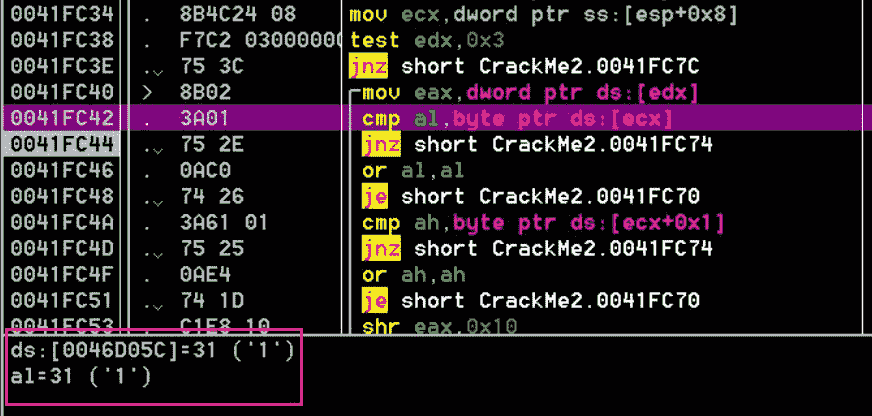 0041FC34 . 8B4C24 08 mov ecx,dword ptr ss:[esp+0x8]
0041FC38 . F7C2 03000000 test edx,0x3
0041FC3E .⌄ 75 3C jnz short CrackMe2.0041FC7C
0041FC40 > 8B02 mov eax,dword ptr ds:[edx]
0041FC42 . 3A01 cmp al,byte ptr ds:[ecx]
0041FC44 .⌄ 75 2E jnz short CrackMe2.0041FC74
0041FC46 . 0AC0 or al,al
0041FC48 .⌄ 74 26 je short CrackMe2.0041FC70
0041FC4A . 3A61 01 cmp ah,byte ptr ds:[ecx+0x1]
0041FC4D .⌄ 75 25 jnz short CrackMe2.0041FC74
0041FC4F . 0AE4 or ah,ah
0041FC51 .⌄ 74 1D je short CrackMe2.0041FC70
0041FC53 . C1E8 10 shr eax,0x10
ds:[0046D05C]=31 ('1')
al=31 ('1')